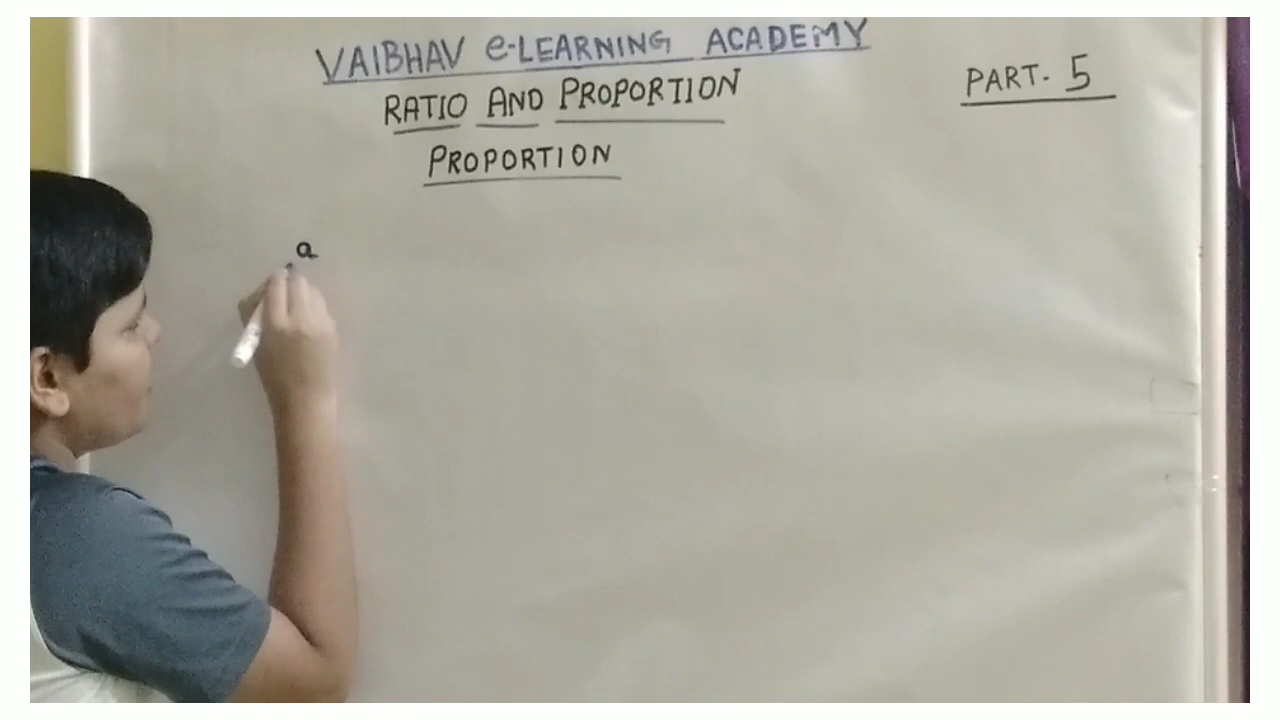 VAIBHAV e-LEARNING ACADEMY
RATIO AND PROPORTION
PART- 5
PROPORTION
a